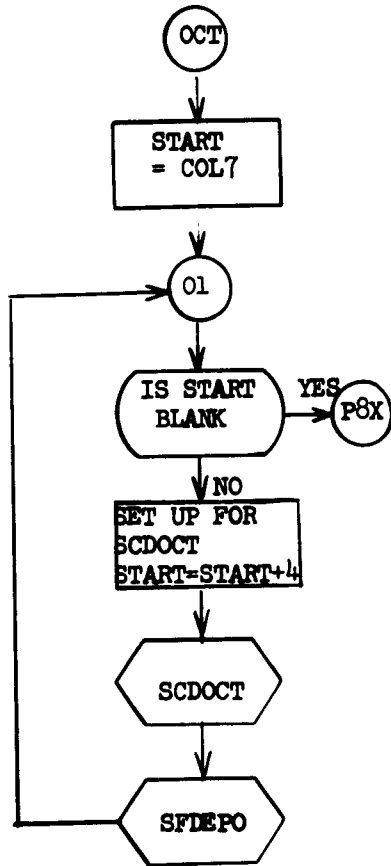 OCT
START
= COL7
01
IS START
BLANK
YES
P8X
NO
SET UP FOR
SCDOCT
START=START+4
SCDOCT
SFDEPO